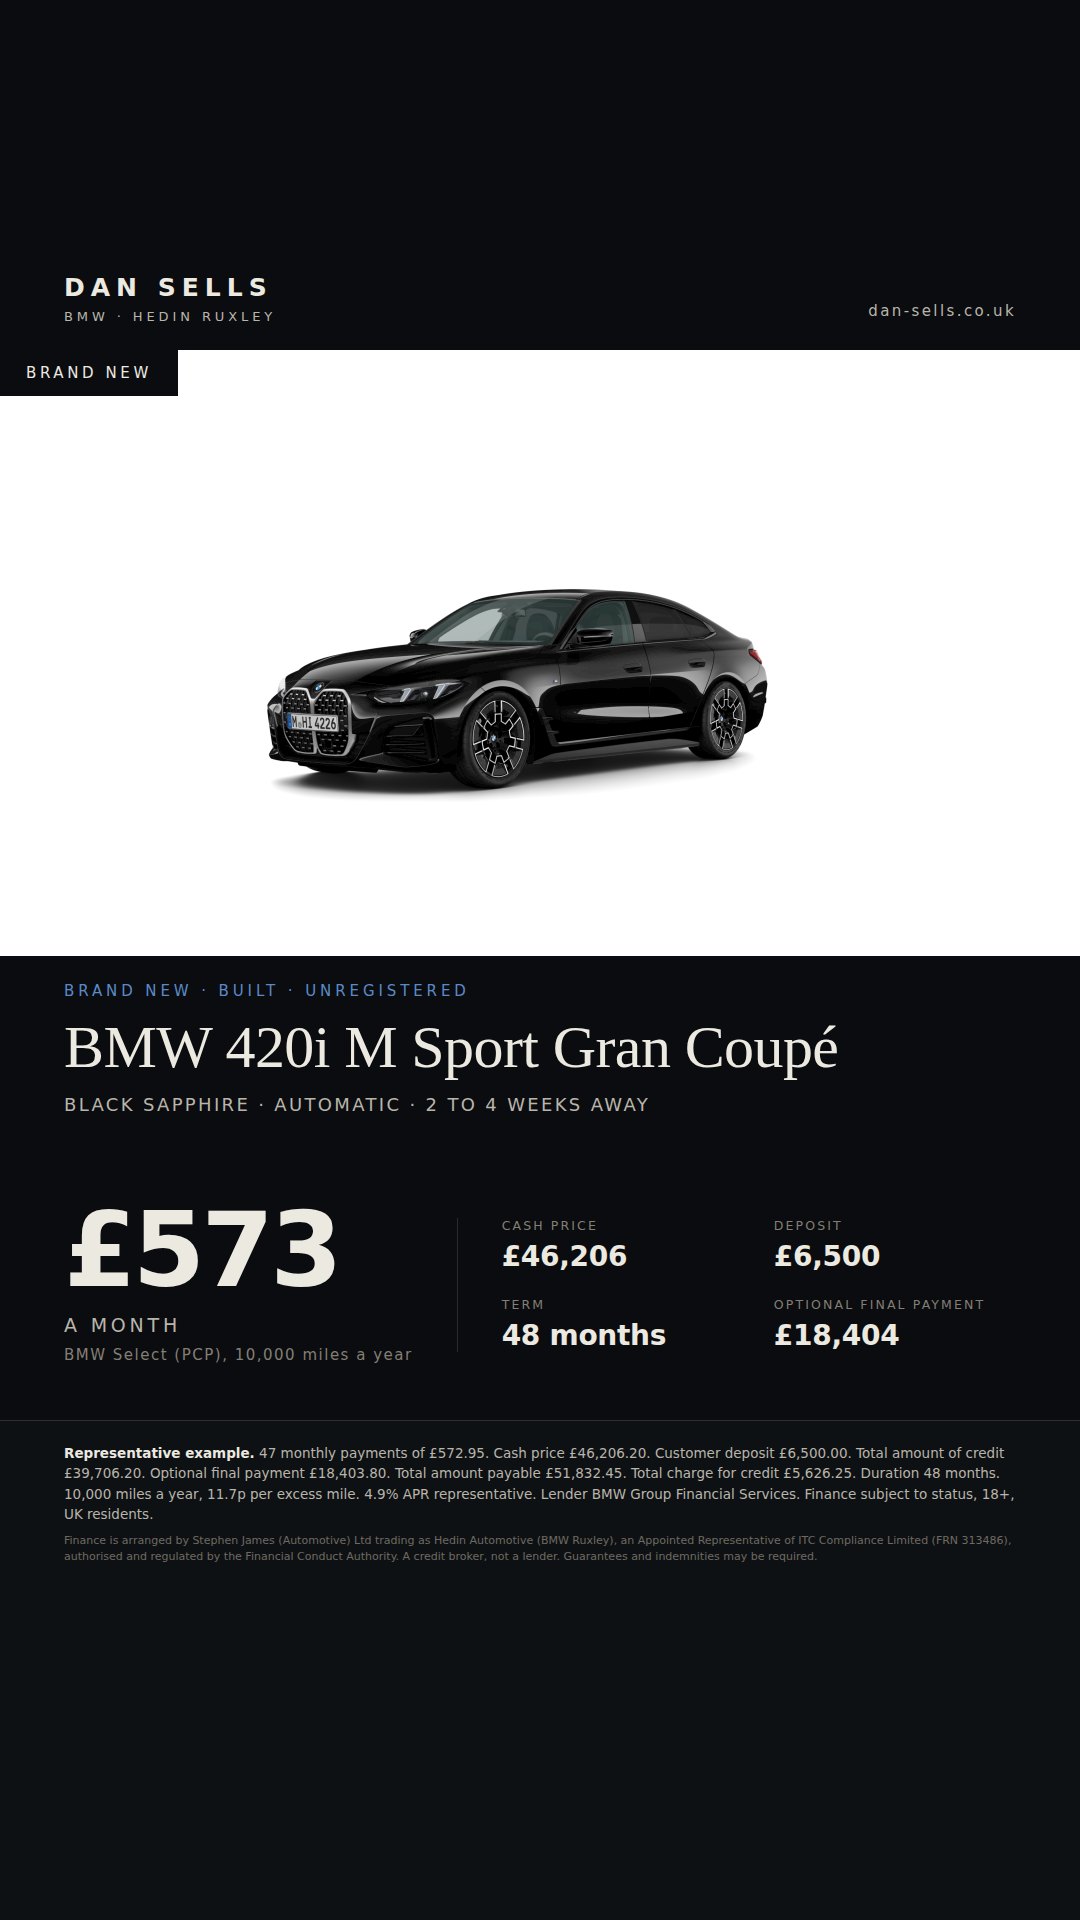 DAN SELLS
BMW · HEDIN RUXLEY
dan-sells.co.uk
BRAND NEW
M HI 4226
BRAND NEW · BUILT · UNREGISTERED
BMW 420i M Sport Gran Coupé
BLACK SAPPHIRE · AUTOMATIC · 2 TO 4 WEEKS AWAY
£573
A MONTH
BMW Select (PCP), 10,000 miles a year
CASH PRICE
£46,206
DEPOSIT
£6,500
TERM
48 months
OPTIONAL FINAL PAYMENT
£18,404
Representative example. 47 monthly payments of £572.95. Cash price £46,206.20. Customer deposit £6,500.00. Total amount of credit
£39,706.20. Optional final payment £18,403.80. Total amount payable £51,832.45. Total charge for credit £5,626.25. Duration 48 months.
10,000 miles a year, 11.7p per excess mile. 4.9% APR representative. Lender BMW Group Financial Services. Finance subject to status, 18+,
UK residents.
Finance is arranged by Stephen James (Automotive) Ltd trading as Hedin Automotive (BMW Ruxley), an Appointed Representative of ITC Compliance Limited (FRN 313486),
authorised and regulated by the Financial Conduct Authority. A credit broker, not a lender. Guarantees and indemnities may be required.